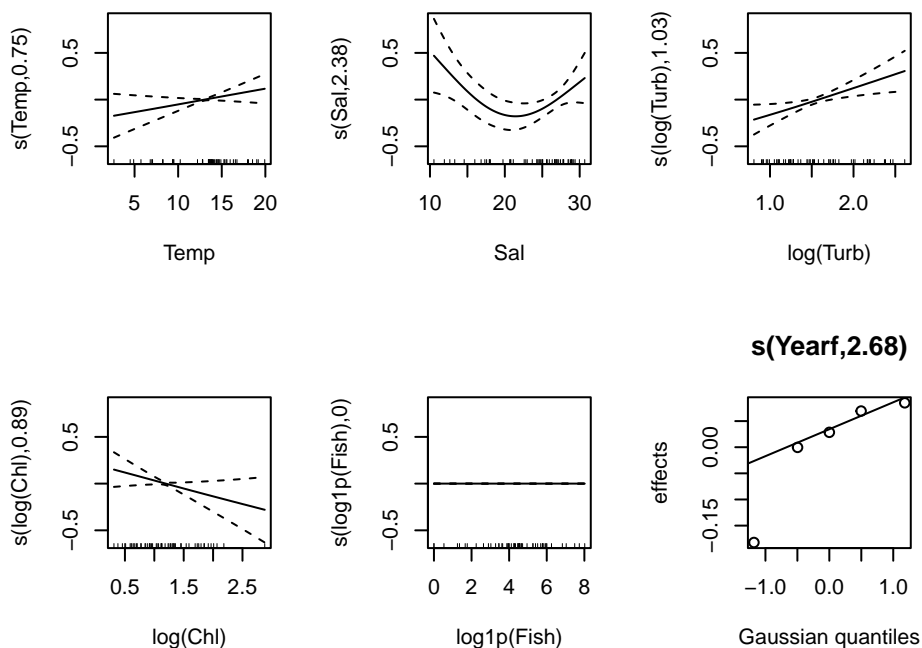 s(Temp,0.75)
0.5
−0.5
5
10
15
20
Temp
s(Sal,2.38)
0.5
−0.5
10
20
30
Sal
s(log(Turb),1.03)
0.5
−0.5
1.0
2.0
log(Turb)
s(log(Chl),0.89)
0.5
−0.5
0.5
1.5
2.5
log(Chl)
s(log1p(Fish),0)
0.5
−0.5
0
2
4
6
8
log1p(Fish)
s(Yearf,2.68)
effects
0.00
−0.15
−1.0
0.0
1.0
Gaussian quantiles